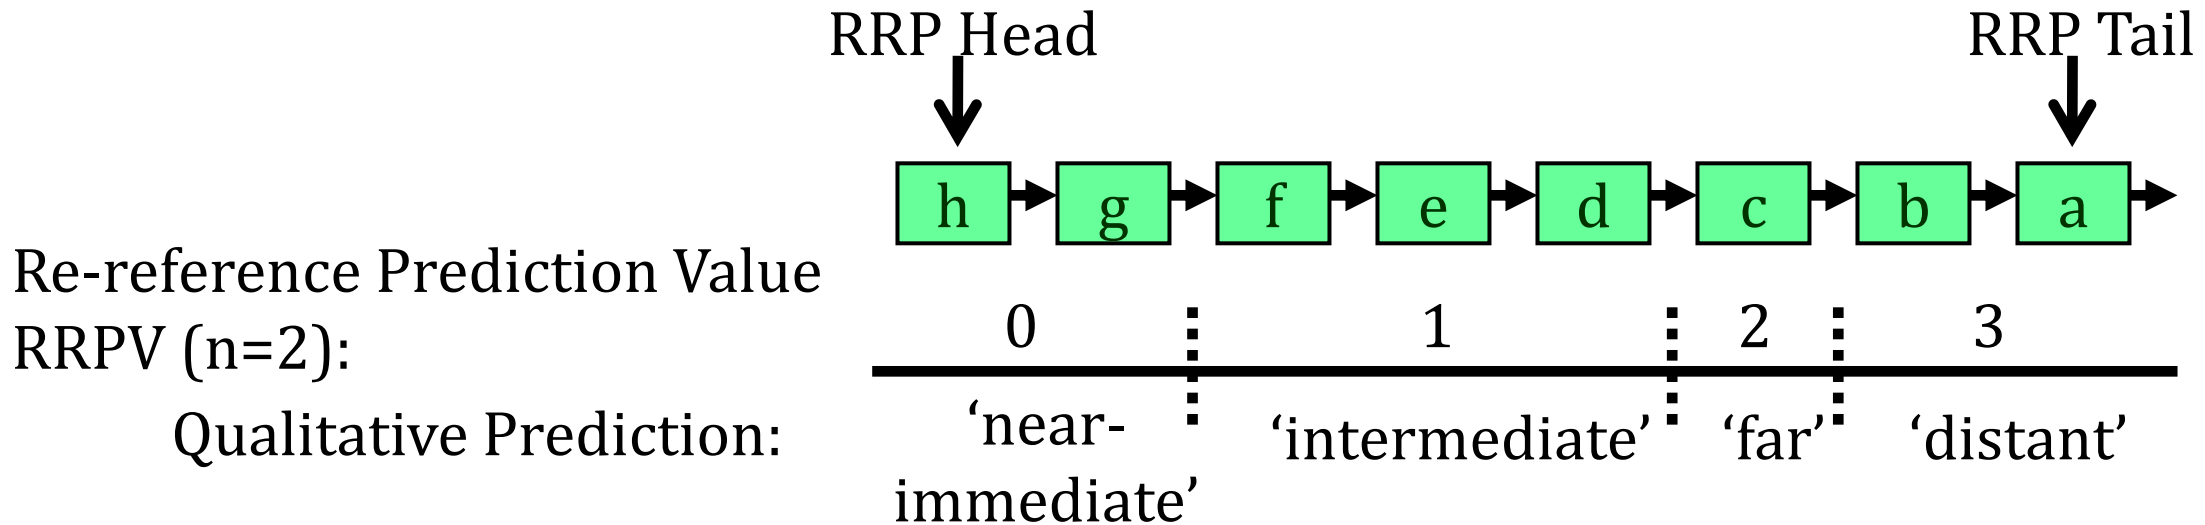 RRP Head RRP Tail
h g f e d c b a
Re-reference Prediction Value
RRPV (n=2): 0 1 2 3
Qualitative Prediction: ‘near- ‘intermediate’ ‘far’ ‘distant’
immediate’